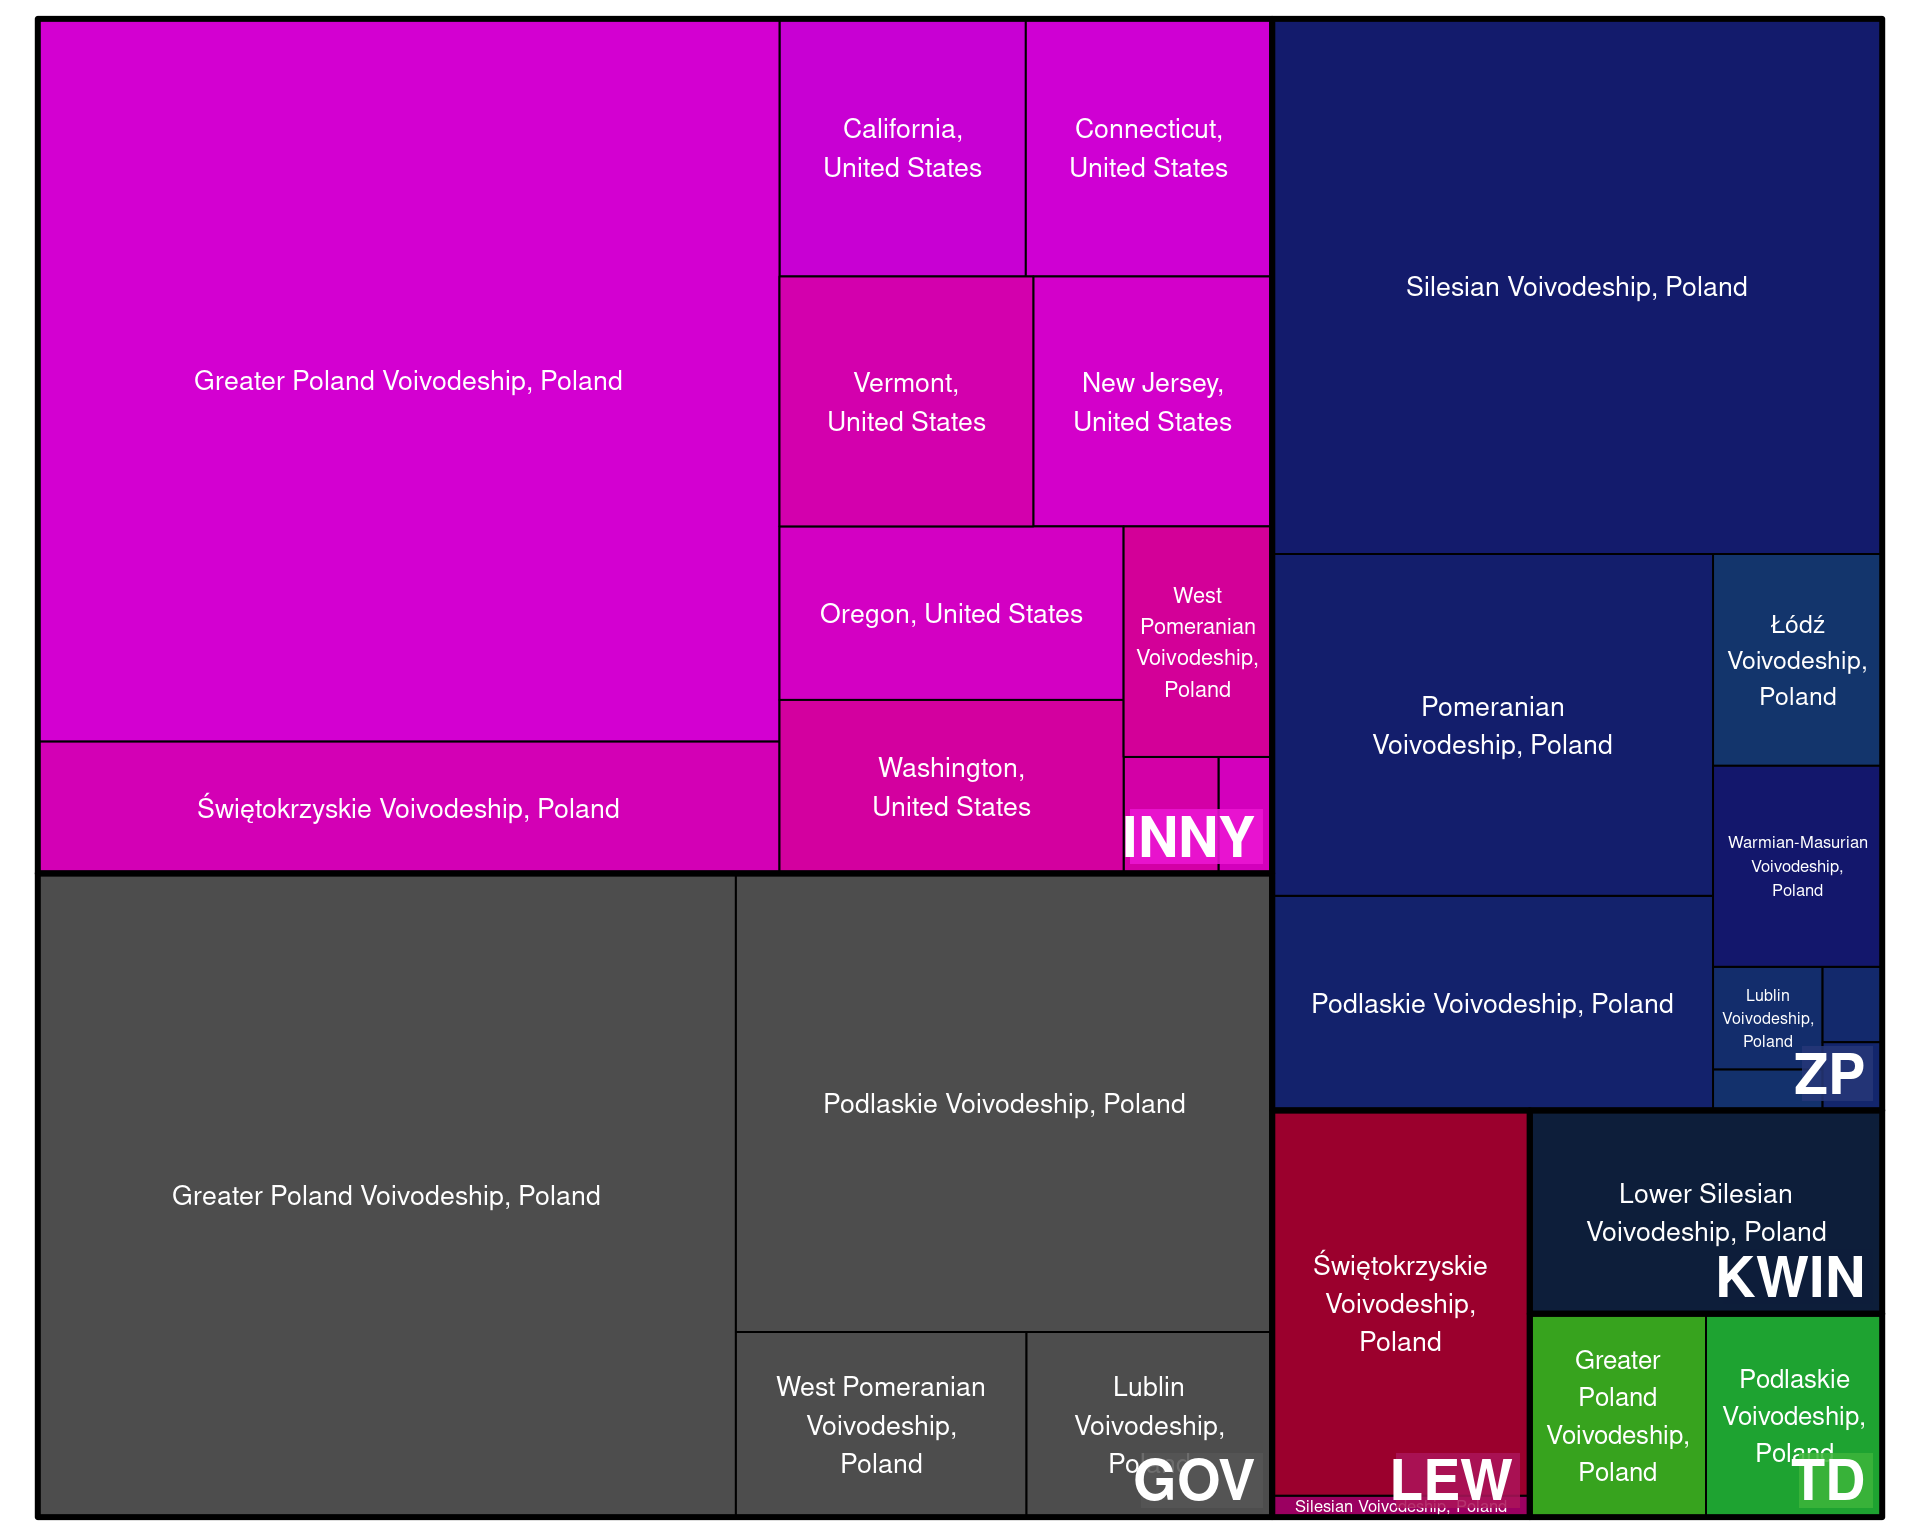 Greater Poland Voivodeship, Poland
Świętokrzyskie Voivodeship, Poland
California,
United States
Connecticut,
United States
Vermont,
United States
New Jersey,
United States
Oregon, United States
West
Pomeranian
Voivodeship,
Poland
Washington,
United States
INNY
Silesian Voivodeship, Poland
Pomeranian
Voivodeship, Poland
Łódź
Voivodeship,
Poland
Warmian-Masurian
Voivodeship,
Poland
Podlaskie Voivodeship, Poland
Lublin
Voivodeship,
Poland
ZP
Greater Poland Voivodeship, Poland
Podlaskie Voivodeship, Poland
West Pomeranian
Voivodeship,
Poland
Lublin
Voivodeship,
Poland
GOV
Świętokrzyskie
Voivodeship,
Poland
Silesian Voivodeship, Poland
LEW
Lower Silesian
Voivodeship, Poland
KWIN
Greater
Poland
Voivodeship,
Poland
Podlaskie
Voivodeship,
Poland
TD